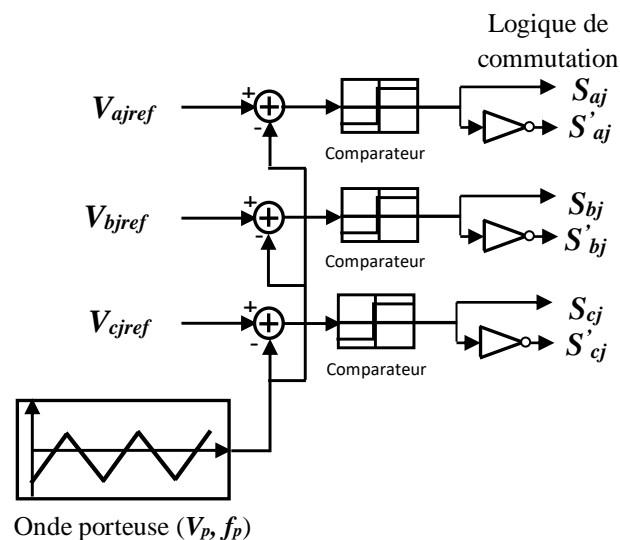 Logique de
commutation
+
-
Vajref
Comparateur
Saj
S'aj
+
-
Vbjref
Comparateur
Sbj
S'bj
+
-
Vcjref
Comparateur
Scj
S'cj
Onde porteuse (Vp, fp)